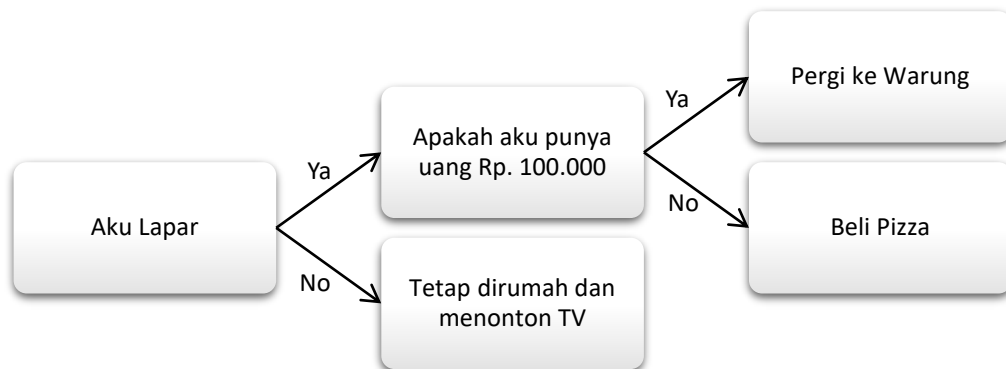 Aku Lapar
Ya
No
Apakah aku punya
uang Rp. 100.000
Tetap dirumah dan
menonton TV
Ya
No
Pergi ke Warung
Beli Pizza